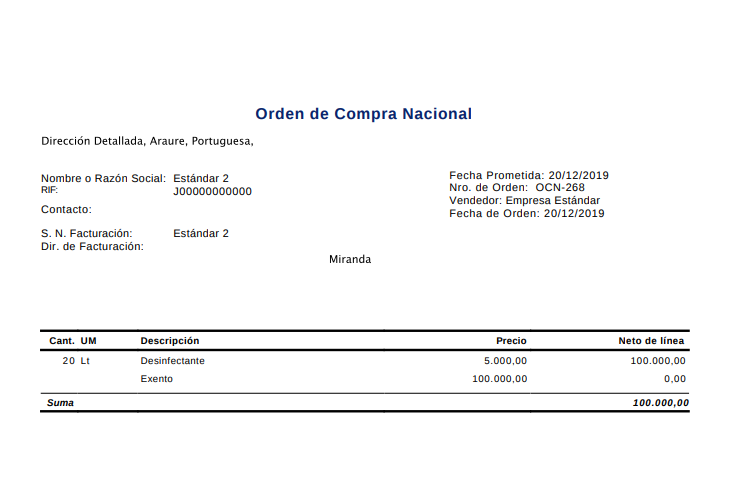 Orden de Compra Nacional
Dirección Detallada, Araure, Portuguesa,
Nombre o Razón Social: Estándar 2
RIF: J00000000000
Contacto:
S. N. Facturación: Estándar 2
Dir. de Facturación:
Miranda
Fecha Prometida: 20/12/2019
Nro. de Orden: OCN-268
Vendedor: Empresa Estándar
Fecha de Orden: 20/12/2019
Cant. UM Descripción Precio Neto de línea
20 Lt Desinfectante 5.000,00 100.000,00
Exento 100.000,00 0,00
Suma 100.000,00